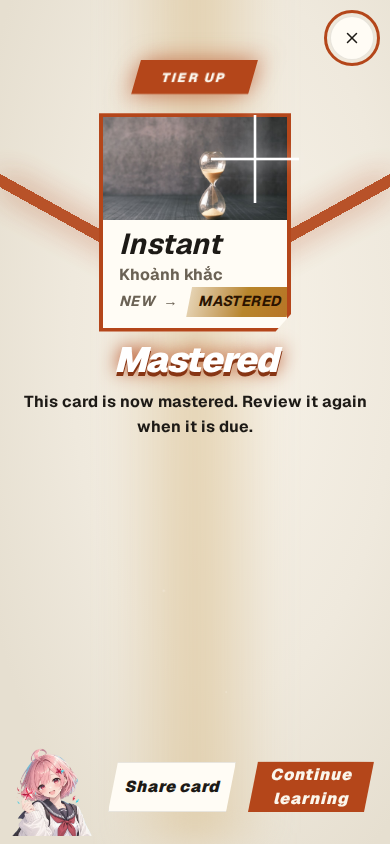 TIER UP
Instant
Khoảnh khắc
NEW → MASTERED
Mastered
This card is now mastered. Review it again
when it is due.
Share card
Continue
learning